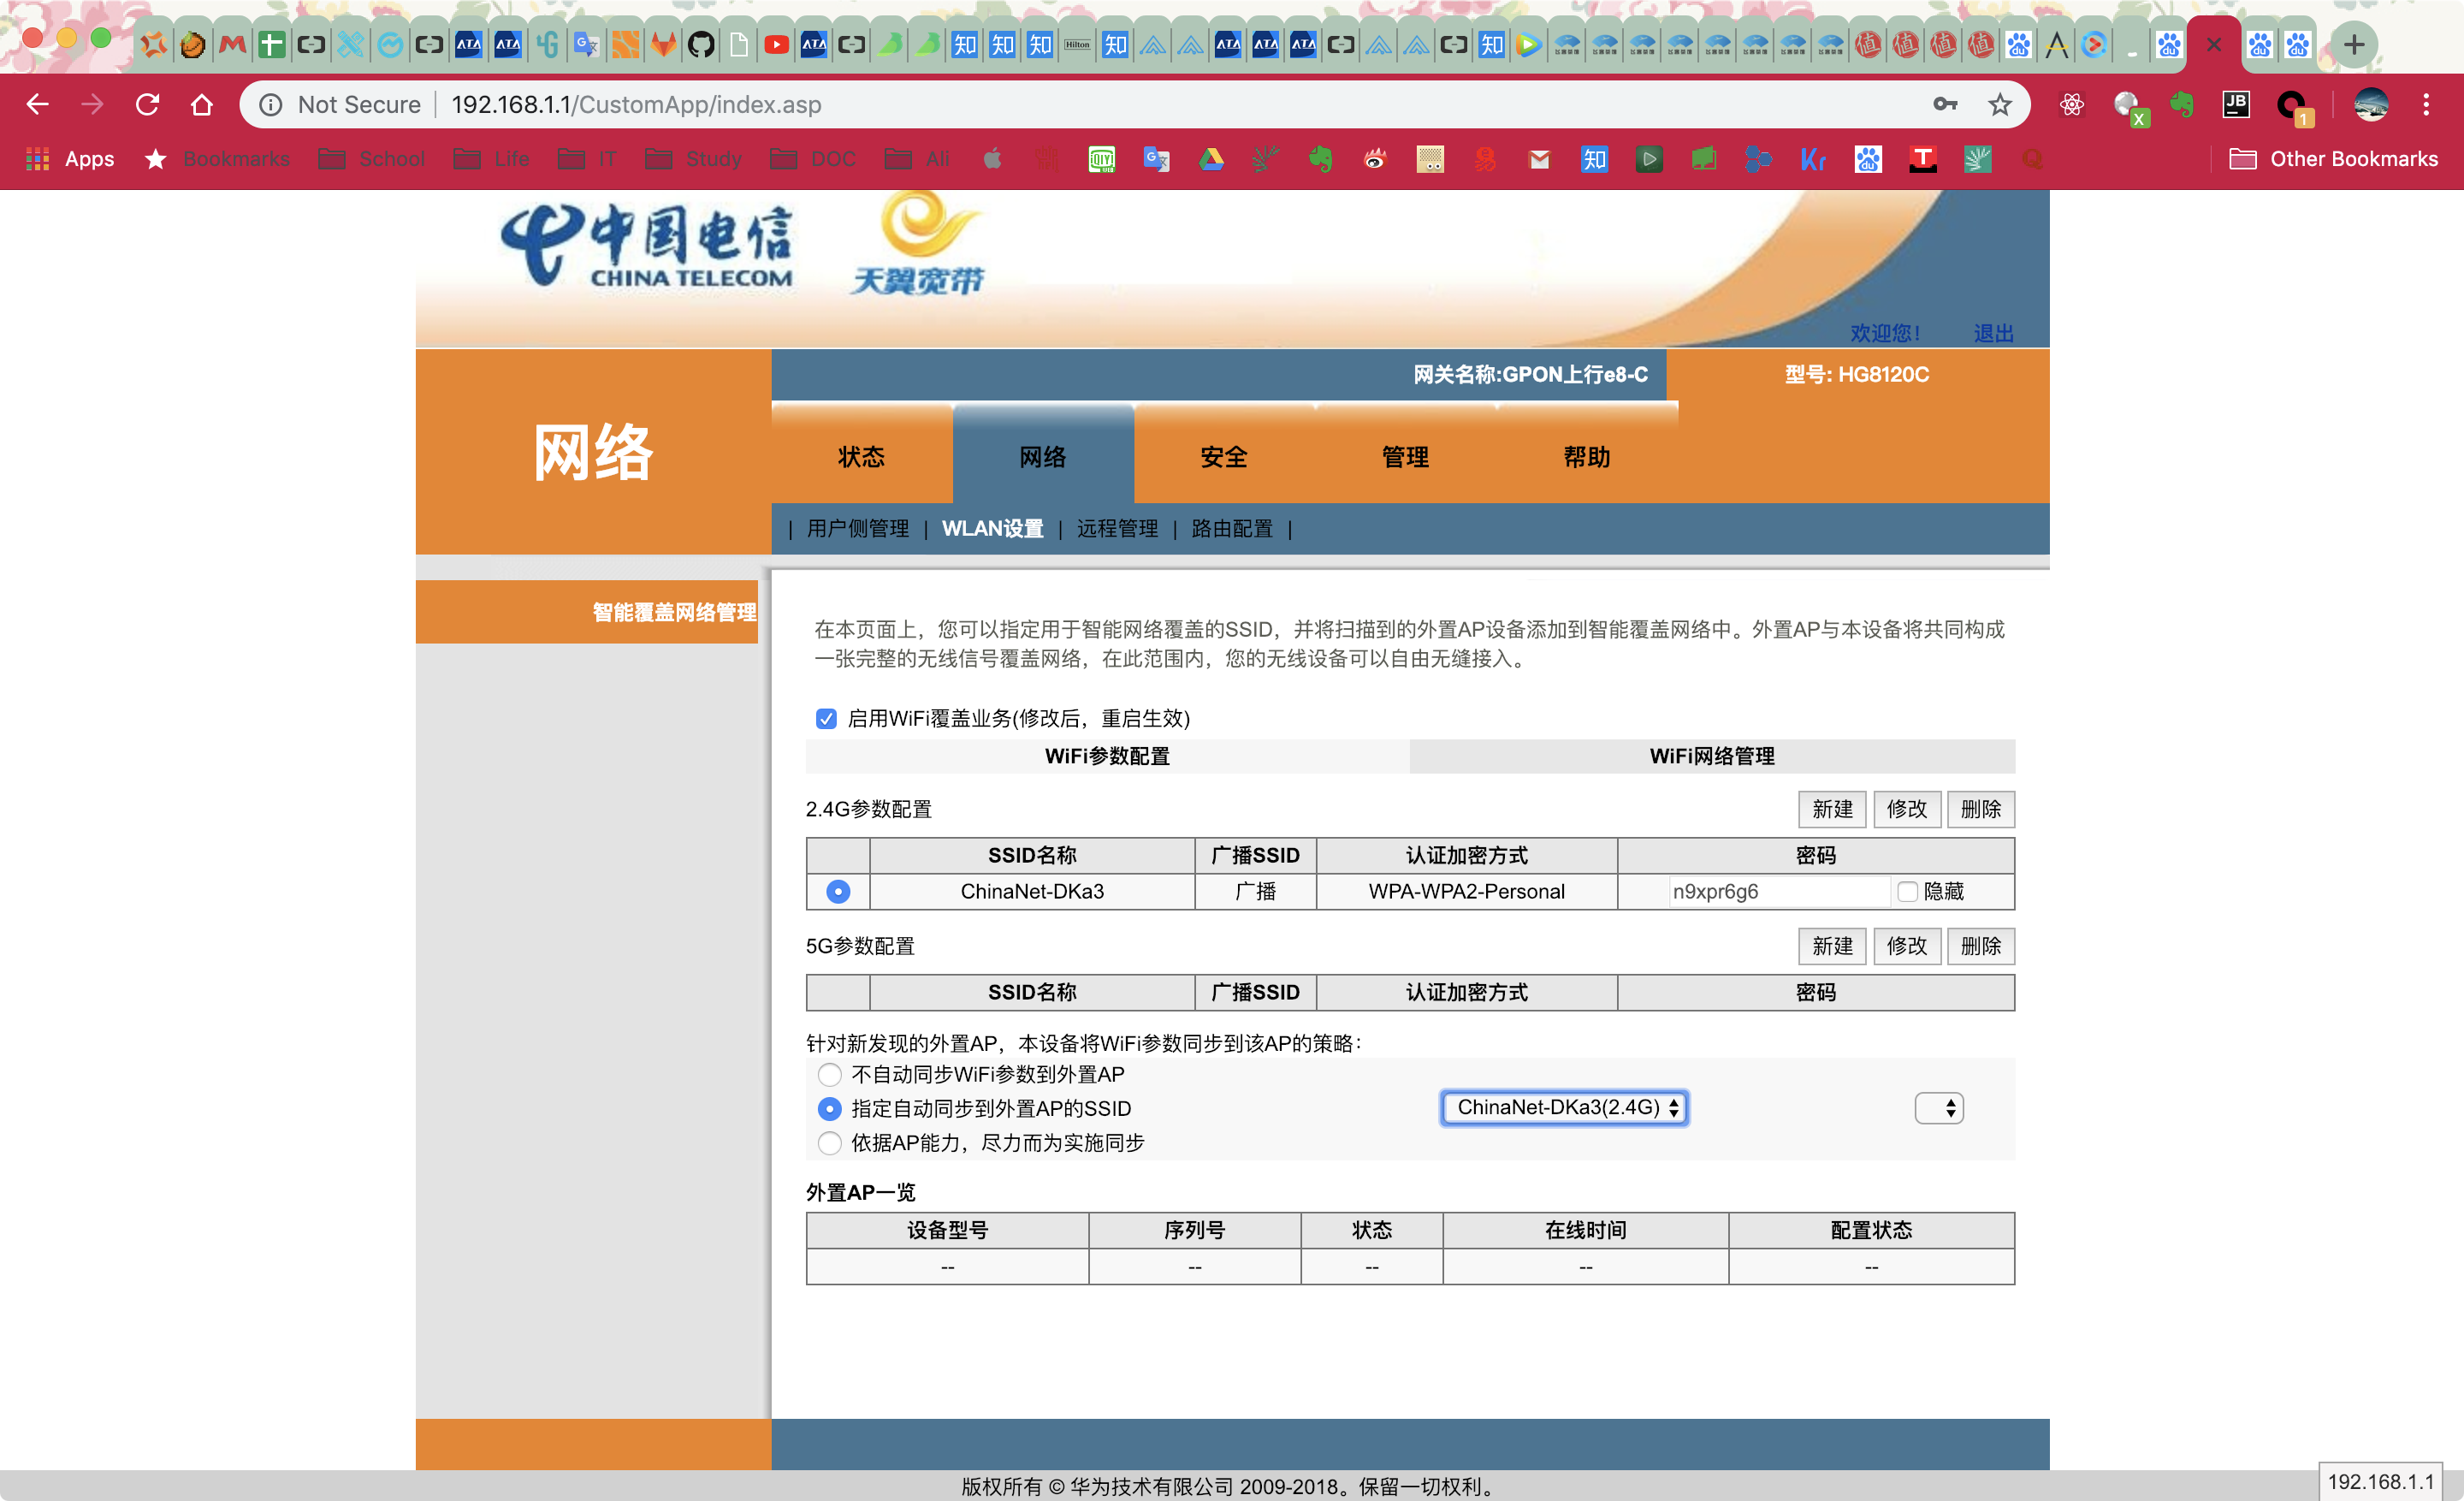 Not Secure | 192.168.1.1/CustomApp/index.asp
Apps Bookmarks School Life IT Study DOC Ali Other Bookmarks
中国电信 CHINA TELECOM
天翼宽带
欢迎您! 退出
网关名称:GPON上行e8-C 型号: HG8120C
网络
状态 网络 安全 管理 帮助
| 用户侧管理 | WLAN设置 | 远程管理 | 路由配置 |
智能覆盖网络管理
在本页面上，您可以指定用于智能网络覆盖的SSID，并将扫描到的外置AP设备添加到智能覆盖网络中。外置AP与本设备将共同构成
一张完整的无线信号覆盖网络，在此范围内，您的无线设备可以自由无缝接入。
启用WiFi覆盖业务(修改后，重启生效)
WiFi参数配置 WiFi网络管理
2.4G参数配置 新建 修改 删除
SSID名称 广播SSID 认证加密方式 密码
ChinaNet-DKa3 广播 WPA-WPA2-Personal n9xpr6g6 隐藏
5G参数配置 新建 修改 删除
SSID名称 广播SSID 认证加密方式 密码
针对新发现的外置AP，本设备将WiFi参数同步到该AP的策略：
不自动同步WiFi参数到外置AP
指定自动同步到外置AP的SSID ChinaNet-DKa3(2.4G)
依据AP能力，尽力而为实施同步
外置AP一览
设备型号 序列号 状态 在线时间 配置状态
-- -- -- -- --
版权所有 © 华为技术有限公司 2009-2018。保留一切权利。
192.168.1.1